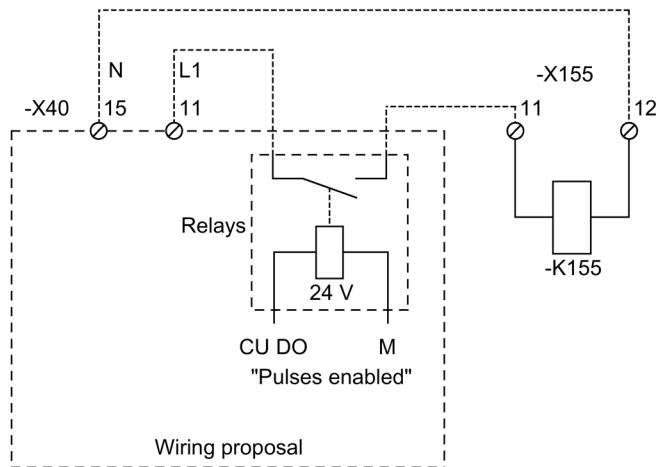 N L1 -X155
-X40 15 11 11 12
Relays
24 V
-K155
CU DO M
"Pulses enabled"
Wiring proposal